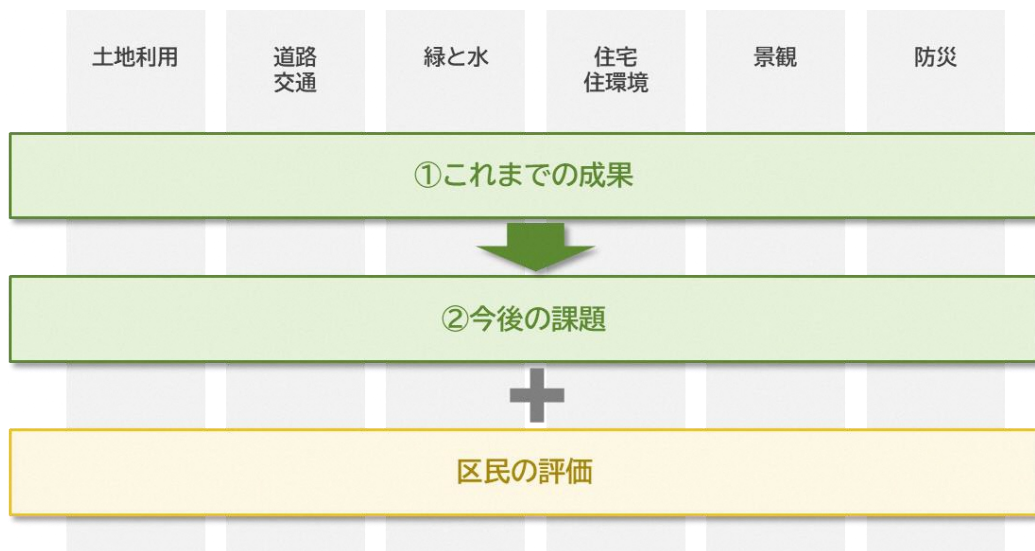 土地利用
道路
交通
緑と水
住宅
住環境
景観
防災
①これまでの成果
②今後の課題
区民の評価